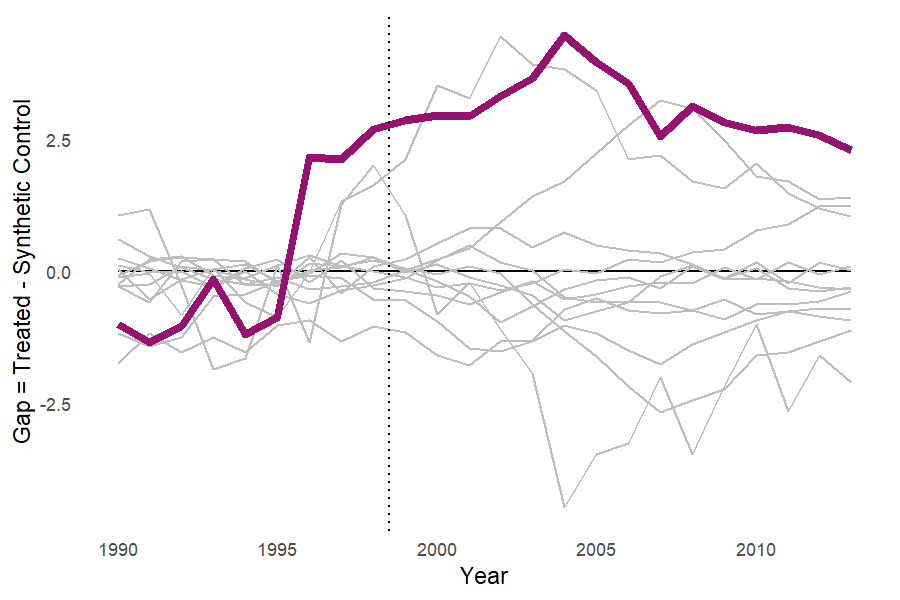 Gap = Treated - Synthetic Control
2.5
0.0
-2.5
1990 1995 2000 2005 2010
Year